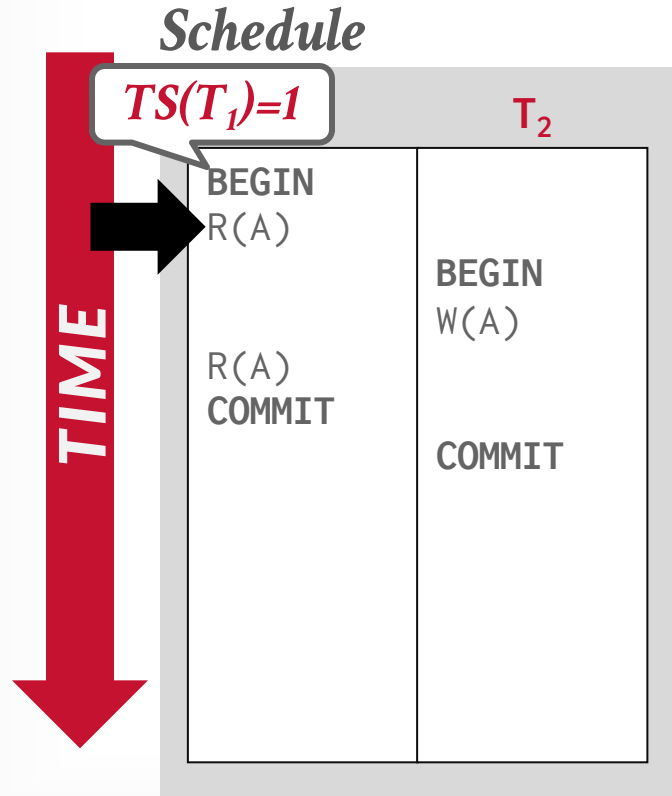 Schedule
TS(T₁)=1
T₂
BEGIN
R(A)
BEGIN
W(A)
R(A)
COMMIT
COMMIT
TIME